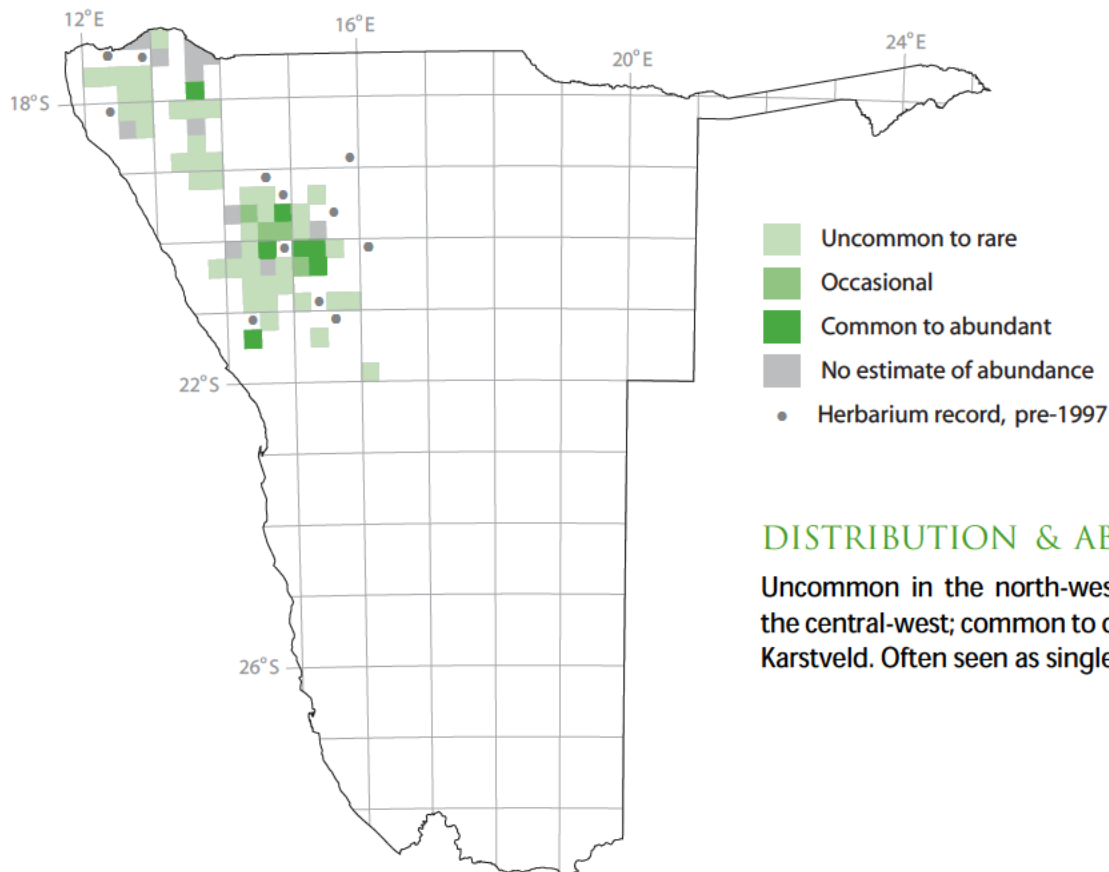 12°E
16°E
20°E
24°E
18°S
22°S
26°S
Uncommon to rare
Occasional
Common to abundant
No estimate of abundance
Herbarium record, pre-1997
DISTRIBUTION & AB
Uncommon in the north-wes
the central-west; common to
Karstveld. Often seen as single